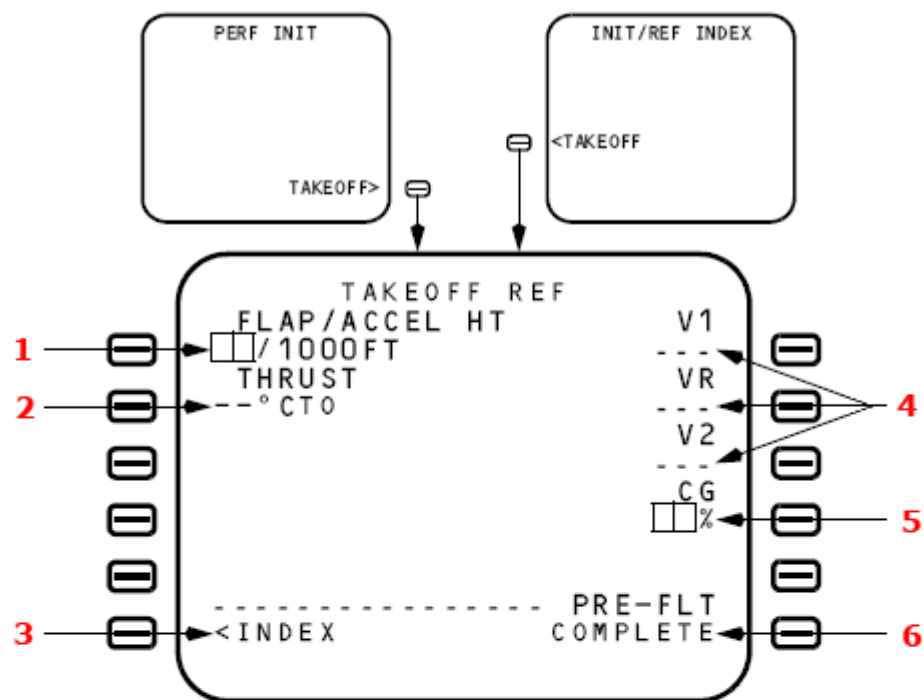 PERF INIT
TAKEOFF>
INIT/REF INDEX
<TAKEOFF
TAKEOFF REF
FLAP/ACCEL HT
V1
1
/1000FT
---
THRUST
VR
2
--°CTO
---
4
V2
---
CG
%
5
----------------- PRE-FLT
3
<INDEX
COMPLETE
6